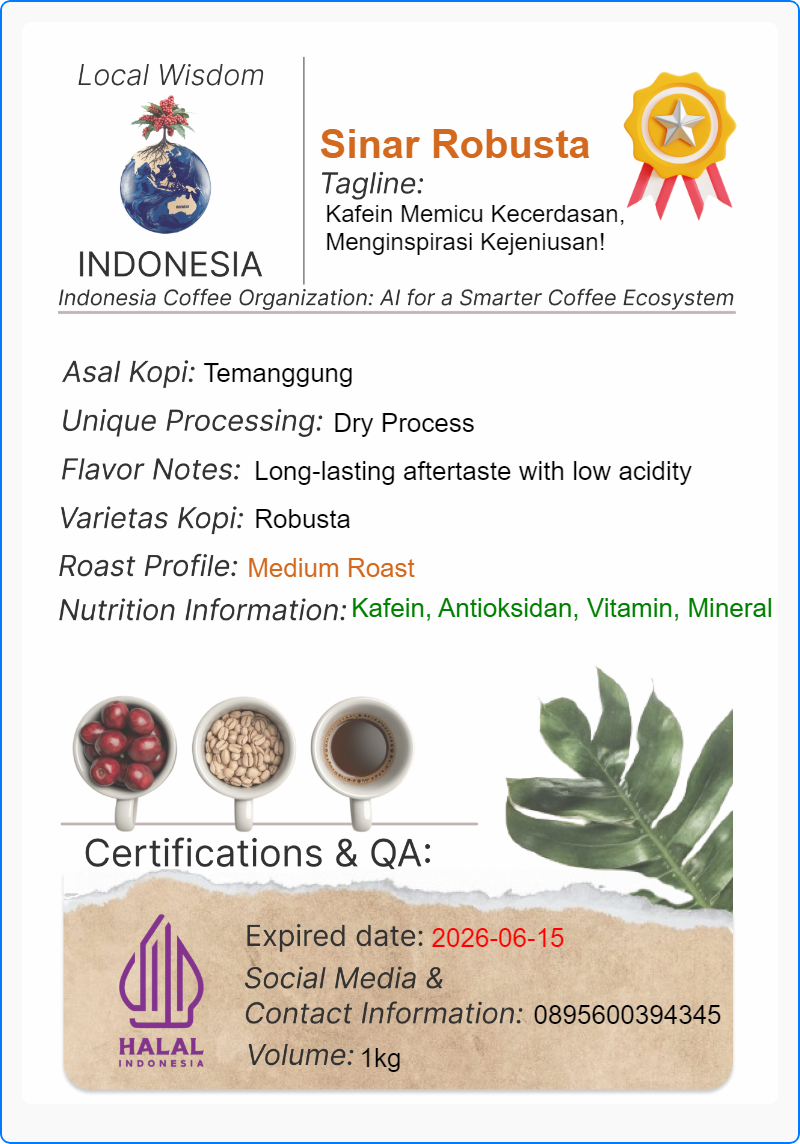 Local Wisdom
INDONESIA
Sinar Robusta
Tagline:
Kafein Memicu Kecerdasan,
Menginspirasi Kejeniusan!
Indonesia Coffee Organization: AI for a Smarter Coffee Ecosystem
Asal Kopi: Temanggung
Unique Processing: Dry Process
Flavor Notes: Long-lasting aftertaste with low acidity
Varietas Kopi: Robusta
Roast Profile: Medium Roast
Nutrition Information: Kafein, Antioksidan, Vitamin, Mineral
Certifications & QA:
HALAL
INDONESIA
Expired date: 2026-06-15
Social Media &
Contact Information: 0895600394345
Volume: 1kg